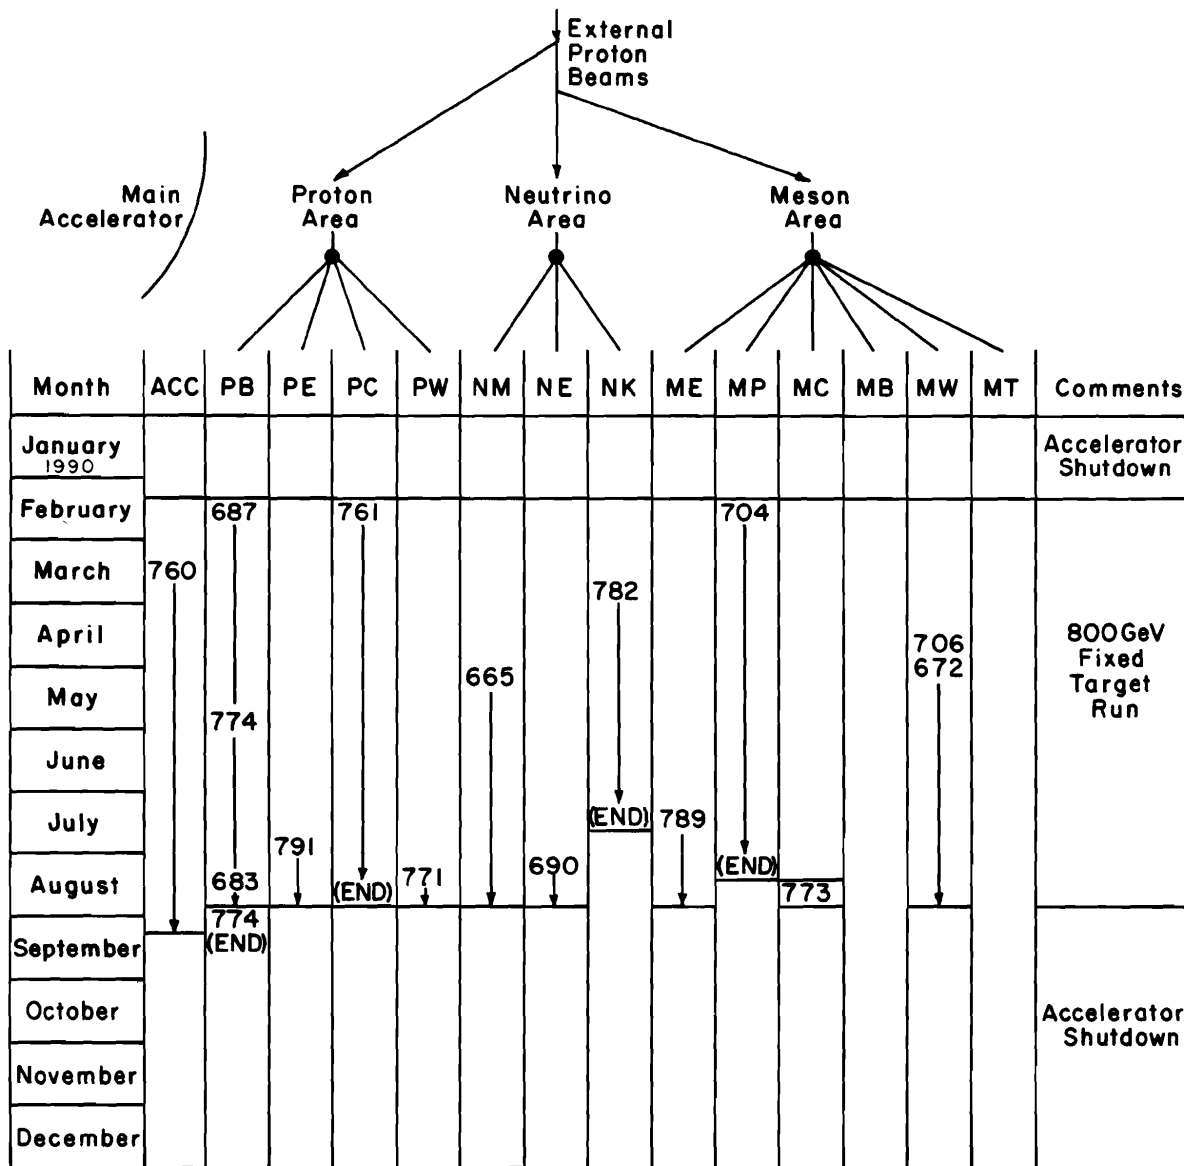 External
Proton
Beams
Main
Accelerator
Proton
Area
Neutrino
Area
Meson
Area
Month ACC PB PE PC PW NM NE NK ME MP MC MB MW MT Comments
January
1990
Accelerator
Shutdown
February 687 761 704
March 760
782
April 706
672
800 GeV
Fixed
Target
Run
May 665
774
June
July (END) 789
791
(END)
August 683 (END) 771 690 773
774
(END)
September
October
Accelerator
Shutdown
November
December